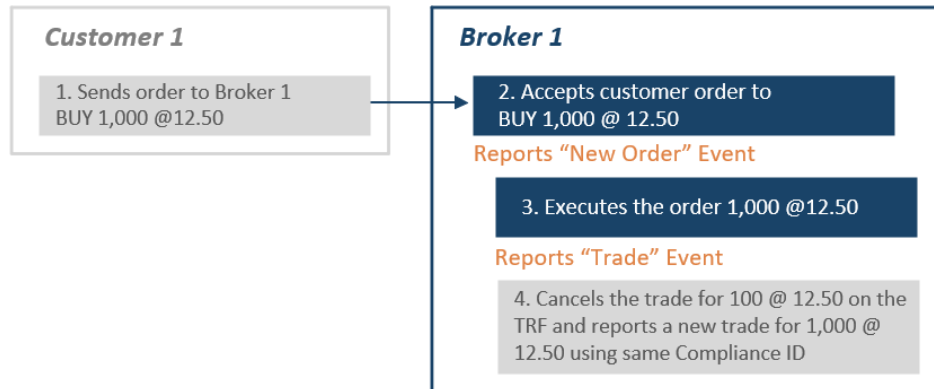 Customer 1
1. Sends order to Broker 1
BUY 1,000 @12.50
Broker 1
2. Accepts customer order to
BUY 1,000 @ 12.50
Reports “New Order” Event
3. Executes the order 1,000 @12.50
Reports “Trade” Event
4. Cancels the trade for 100 @ 12.50 on the
TRF and reports a new trade for 1,000 @
12.50 using same Compliance ID